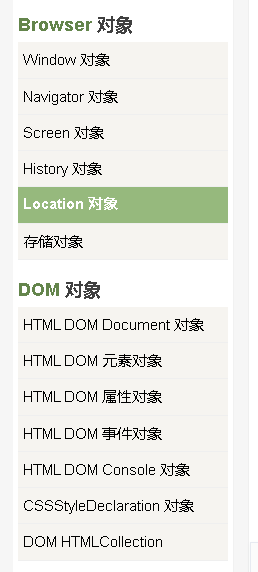 Browser 对象
Window 对象
Navigator 对象
Screen 对象
History 对象
Location 对象
存储对象
DOM 对象
HTML DOM Document 对象
HTML DOM 元素对象
HTML DOM 属性对象
HTML DOM 事件对象
HTML DOM Console 对象
CSSStyleDeclaration 对象
DOM HTMLCollection